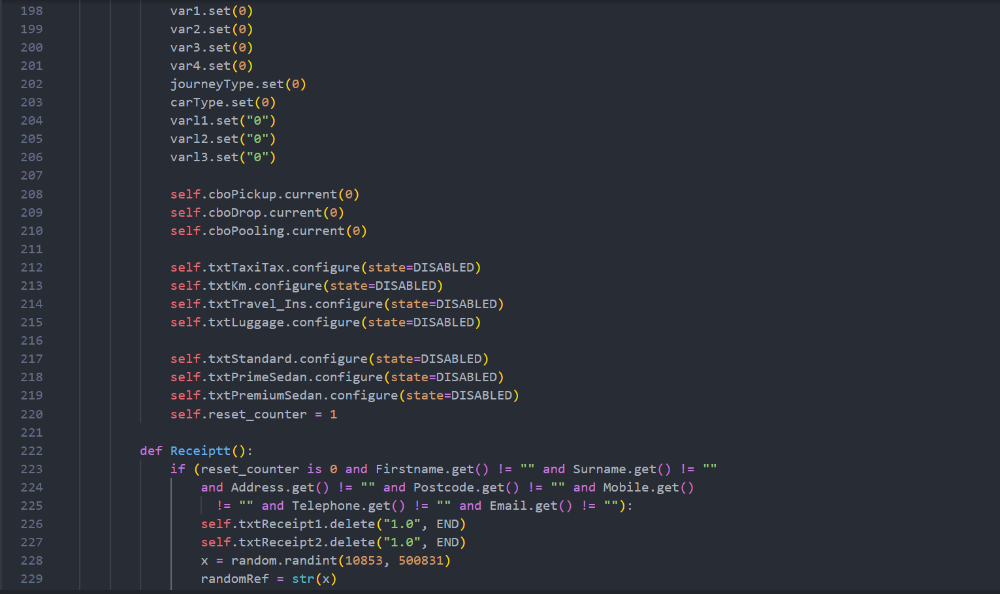 198 var1.set(0)
199 var2.set(0)
200 var3.set(0)
201 var4.set(0)
202 journeyType.set(0)
203 carType.set(0)
204 varl1.set("0")
205 varl2.set("0")
206 varl3.set("0")
207
208 self.cboPickup.current(0)
209 self.cboDrop.current(0)
210 self.cboPooling.current(0)
211
212 self.txtTaxiTax.configure(state=DISABLED)
213 self.txtKm.configure(state=DISABLED)
214 self.txtTravel_Ins.configure(state=DISABLED)
215 self.txtLuggage.configure(state=DISABLED)
216
217 self.txtStandard.configure(state=DISABLED)
218 self.txtPrimeSedan.configure(state=DISABLED)
219 self.txtPremiumSedan.configure(state=DISABLED)
220 self.reset_counter = 1
221
222 def Receiptt():
223 if (reset_counter is 0 and Firstname.get() != "" and Surname.get() != ""
224 and Address.get() != "" and Postcode.get() != "" and Mobile.get()
225 != "" and Telephone.get() != "" and Email.get() != ""):
226 self.txtReceipt1.delete("1.0", END)
227 self.txtReceipt2.delete("1.0", END)
228 x = random.randint(10853, 500831)
229 randomRef = str(x)